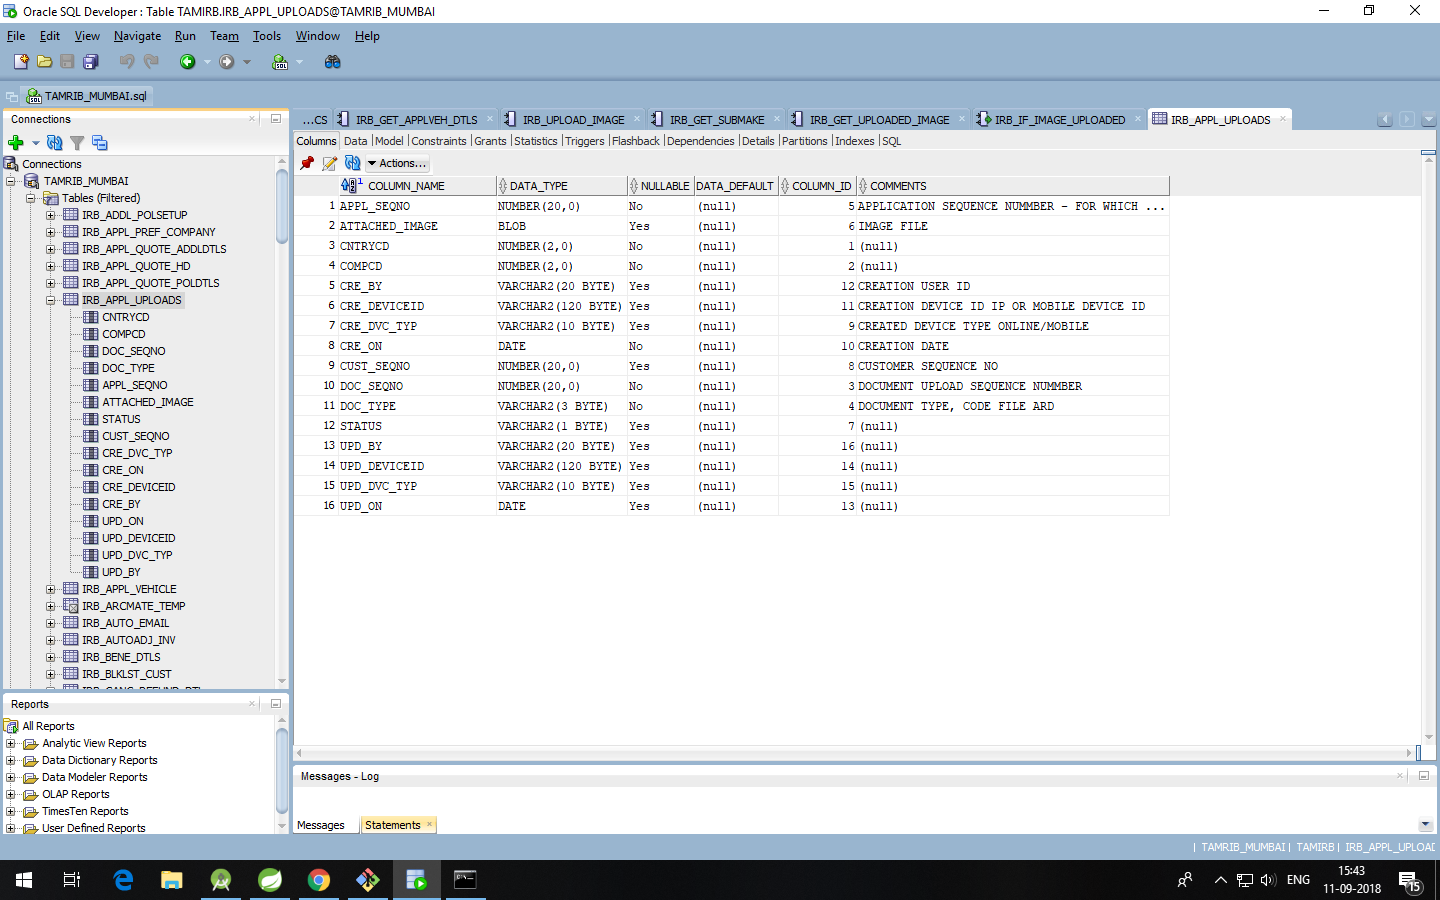 Oracle SQL Developer : Table TAMIRB.IRB_APPL_UPLOADS@TAMRIB_MUMBAI
File Edit View Navigate Run Team Tools Window Help
TAMRIB_MUMBAI.sql
Connections
Connections
TAMRIB_MUMBAI
Tables (Filtered)
IRB_ADDL_POLSETUP
IRB_APPL_PREF_COMPANY
IRB_APPL_QUOTE_ADDLDTLS
IRB_APPL_QUOTE_HD
IRB_APPL_QUOTE_POLDTLS
IRB_APPL_UPLOADS
CNTRYCD
COMPCD
DOC_SEQNO
DOC_TYPE
APPL_SEQNO
ATTACHED_IMAGE
STATUS
CUST_SEQNO
CRE_DVC_TYP
CRE_ON
CRE_DEVICEID
CRE_BY
UPD_ON
UPD_DEVICEID
UPD_DVC_TYP
UPD_BY
IRB_APPL_VEHICLE
IRB_ARCMATE_TEMP
IRB_AUTO_EMAIL
IRB_AUTOADJ_INV
IRB_BENE_DTLS
IRB_BLKLST_CUST
Reports
All Reports
Analytic View Reports
Data Dictionary Reports
Data Modeler Reports
OLAP Reports
TimesTen Reports
User Defined Reports
...CS IRB_GET_APPLVEH_DTLS IRB_UPLOAD_IMAGE IRB_GET_SUBMAKE IRB_GET_UPLOADED_IMAGE IRB_IF_IMAGE_UPLOADED IRB_APPL_UPLOADS
Columns Data Model Constraints Grants Statistics Triggers Flashback Dependencies Details Partitions Indexes SQL
Actions...
COLUMN_NAME DATA_TYPE NULLABLE DATA_DEFAULT COLUMN_ID COMMENTS
1 APPL_SEQNO NUMBER(20,0) No (null) 5 APPLICATION SEQUENCE NUMMBER - FOR WHICH ...
2 ATTACHED_IMAGE BLOB Yes (null) 6 IMAGE FILE
3 CNTRYCD NUMBER(2,0) No (null) 1 (null)
4 COMPCD NUMBER(2,0) No (null) 2 (null)
5 CRE_BY VARCHAR2(20 BYTE) Yes (null) 12 CREATION USER ID
6 CRE_DEVICEID VARCHAR2(120 BYTE) Yes (null) 11 CREATION DEVICE ID IP OR MOBILE DEVICE ID
7 CRE_DVC_TYP VARCHAR2(10 BYTE) Yes (null) 9 CREATED DEVICE TYPE ONLINE/MOBILE
8 CRE_ON DATE No (null) 10 CREATION DATE
9 CUST_SEQNO NUMBER(20,0) Yes (null) 8 CUSTOMER SEQUENCE NO
10 DOC_SEQNO NUMBER(20,0) No (null) 3 DOCUMENT UPLOAD SEQUENCE NUMMBER
11 DOC_TYPE VARCHAR2(3 BYTE) No (null) 4 DOCUMENT TYPE, CODE FILE ARD
12 STATUS VARCHAR2(1 BYTE) Yes (null) 7 (null)
13 UPD_BY VARCHAR2(20 BYTE) Yes (null) 16 (null)
14 UPD_DEVICEID VARCHAR2(120 BYTE) Yes (null) 14 (null)
15 UPD_DVC_TYP VARCHAR2(10 BYTE) Yes (null) 15 (null)
16 UPD_ON DATE Yes (null) 13 (null)
Messages - Log
Messages Statements
| TAMRIB_MUMBAI | TAMIRB | IRB_APPL_UPLOAD
ENG
15:43
11-09-2018
15